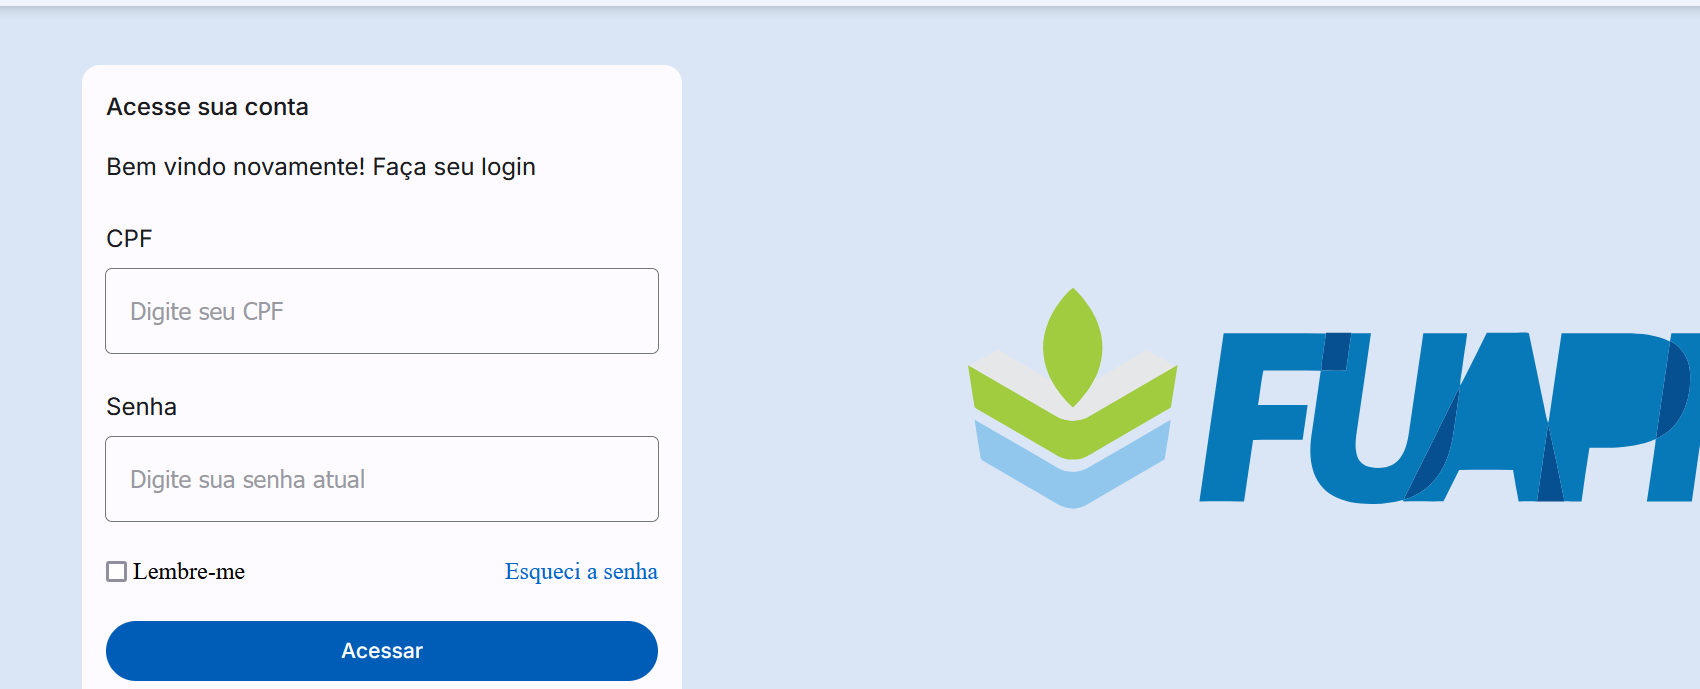 Acesse sua conta
Bem vindo novamente! Faça seu login
CPF
Digite seu CPF
Senha
Digite sua senha atual
Lembre-me
Esqueci a senha
Acessar
FUAP